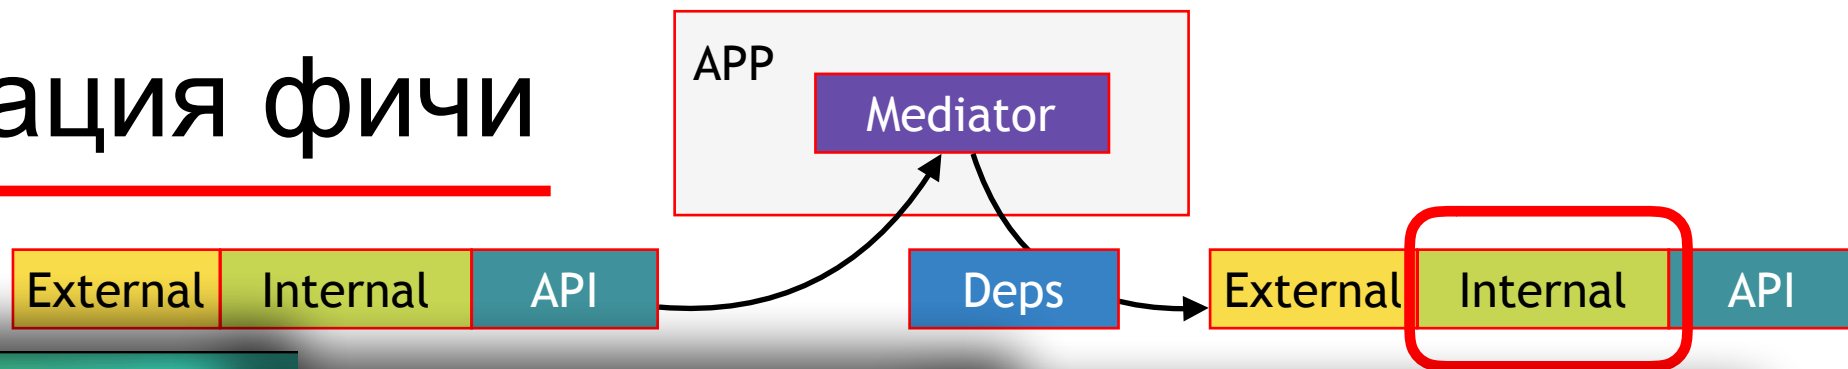 APP
ация фичи
Mediator
External Internal API Deps External Internal API